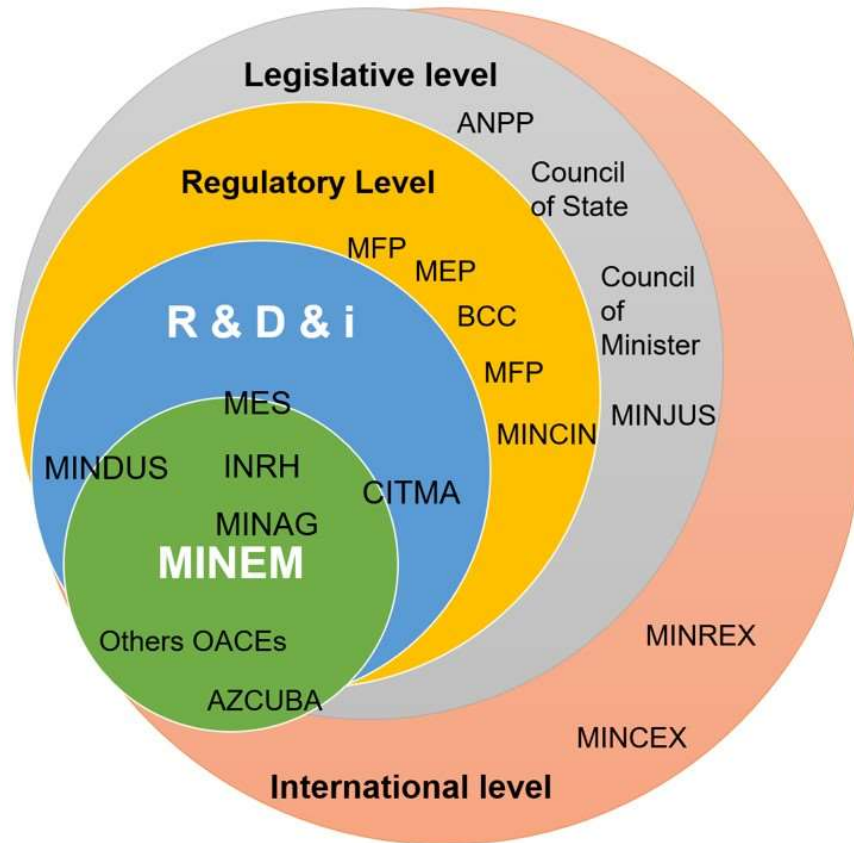 Legislative level
ANPP
Council
of State
Regulatory Level
MFP
MEP
Council
of
Minister
BCC
R & D & i
MFP
MES
MINCIN
MINJUS
MINDUS
INRH
CITMA
MINAG
MINEM
Others OACEs
MINREX
AZCUBA
MINCEX
International level